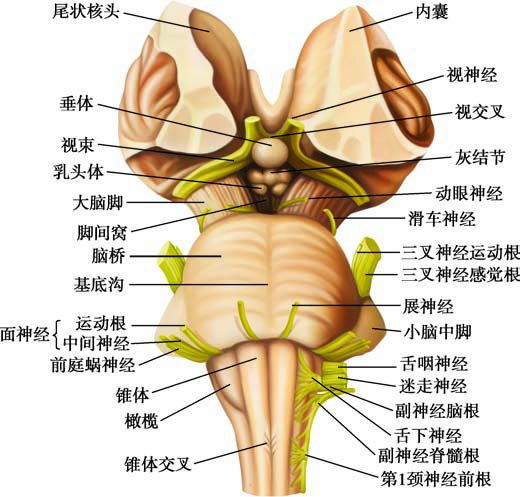 尾状核头
内囊
视神经
垂体
视交叉
视束
灰结节
乳头体
动眼神经
大脑脚
滑车神经
脚间窝
脑桥
三叉神经运动根
三叉神经感觉根
基底沟
展神经
运动根
小脑中脚
面神经
中间神经
前庭蜗神经
舌咽神经
迷走神经
锥体
副神经脑根
橄榄
舌下神经
副神经脊髓根
锥体交叉
第1颈神经前根